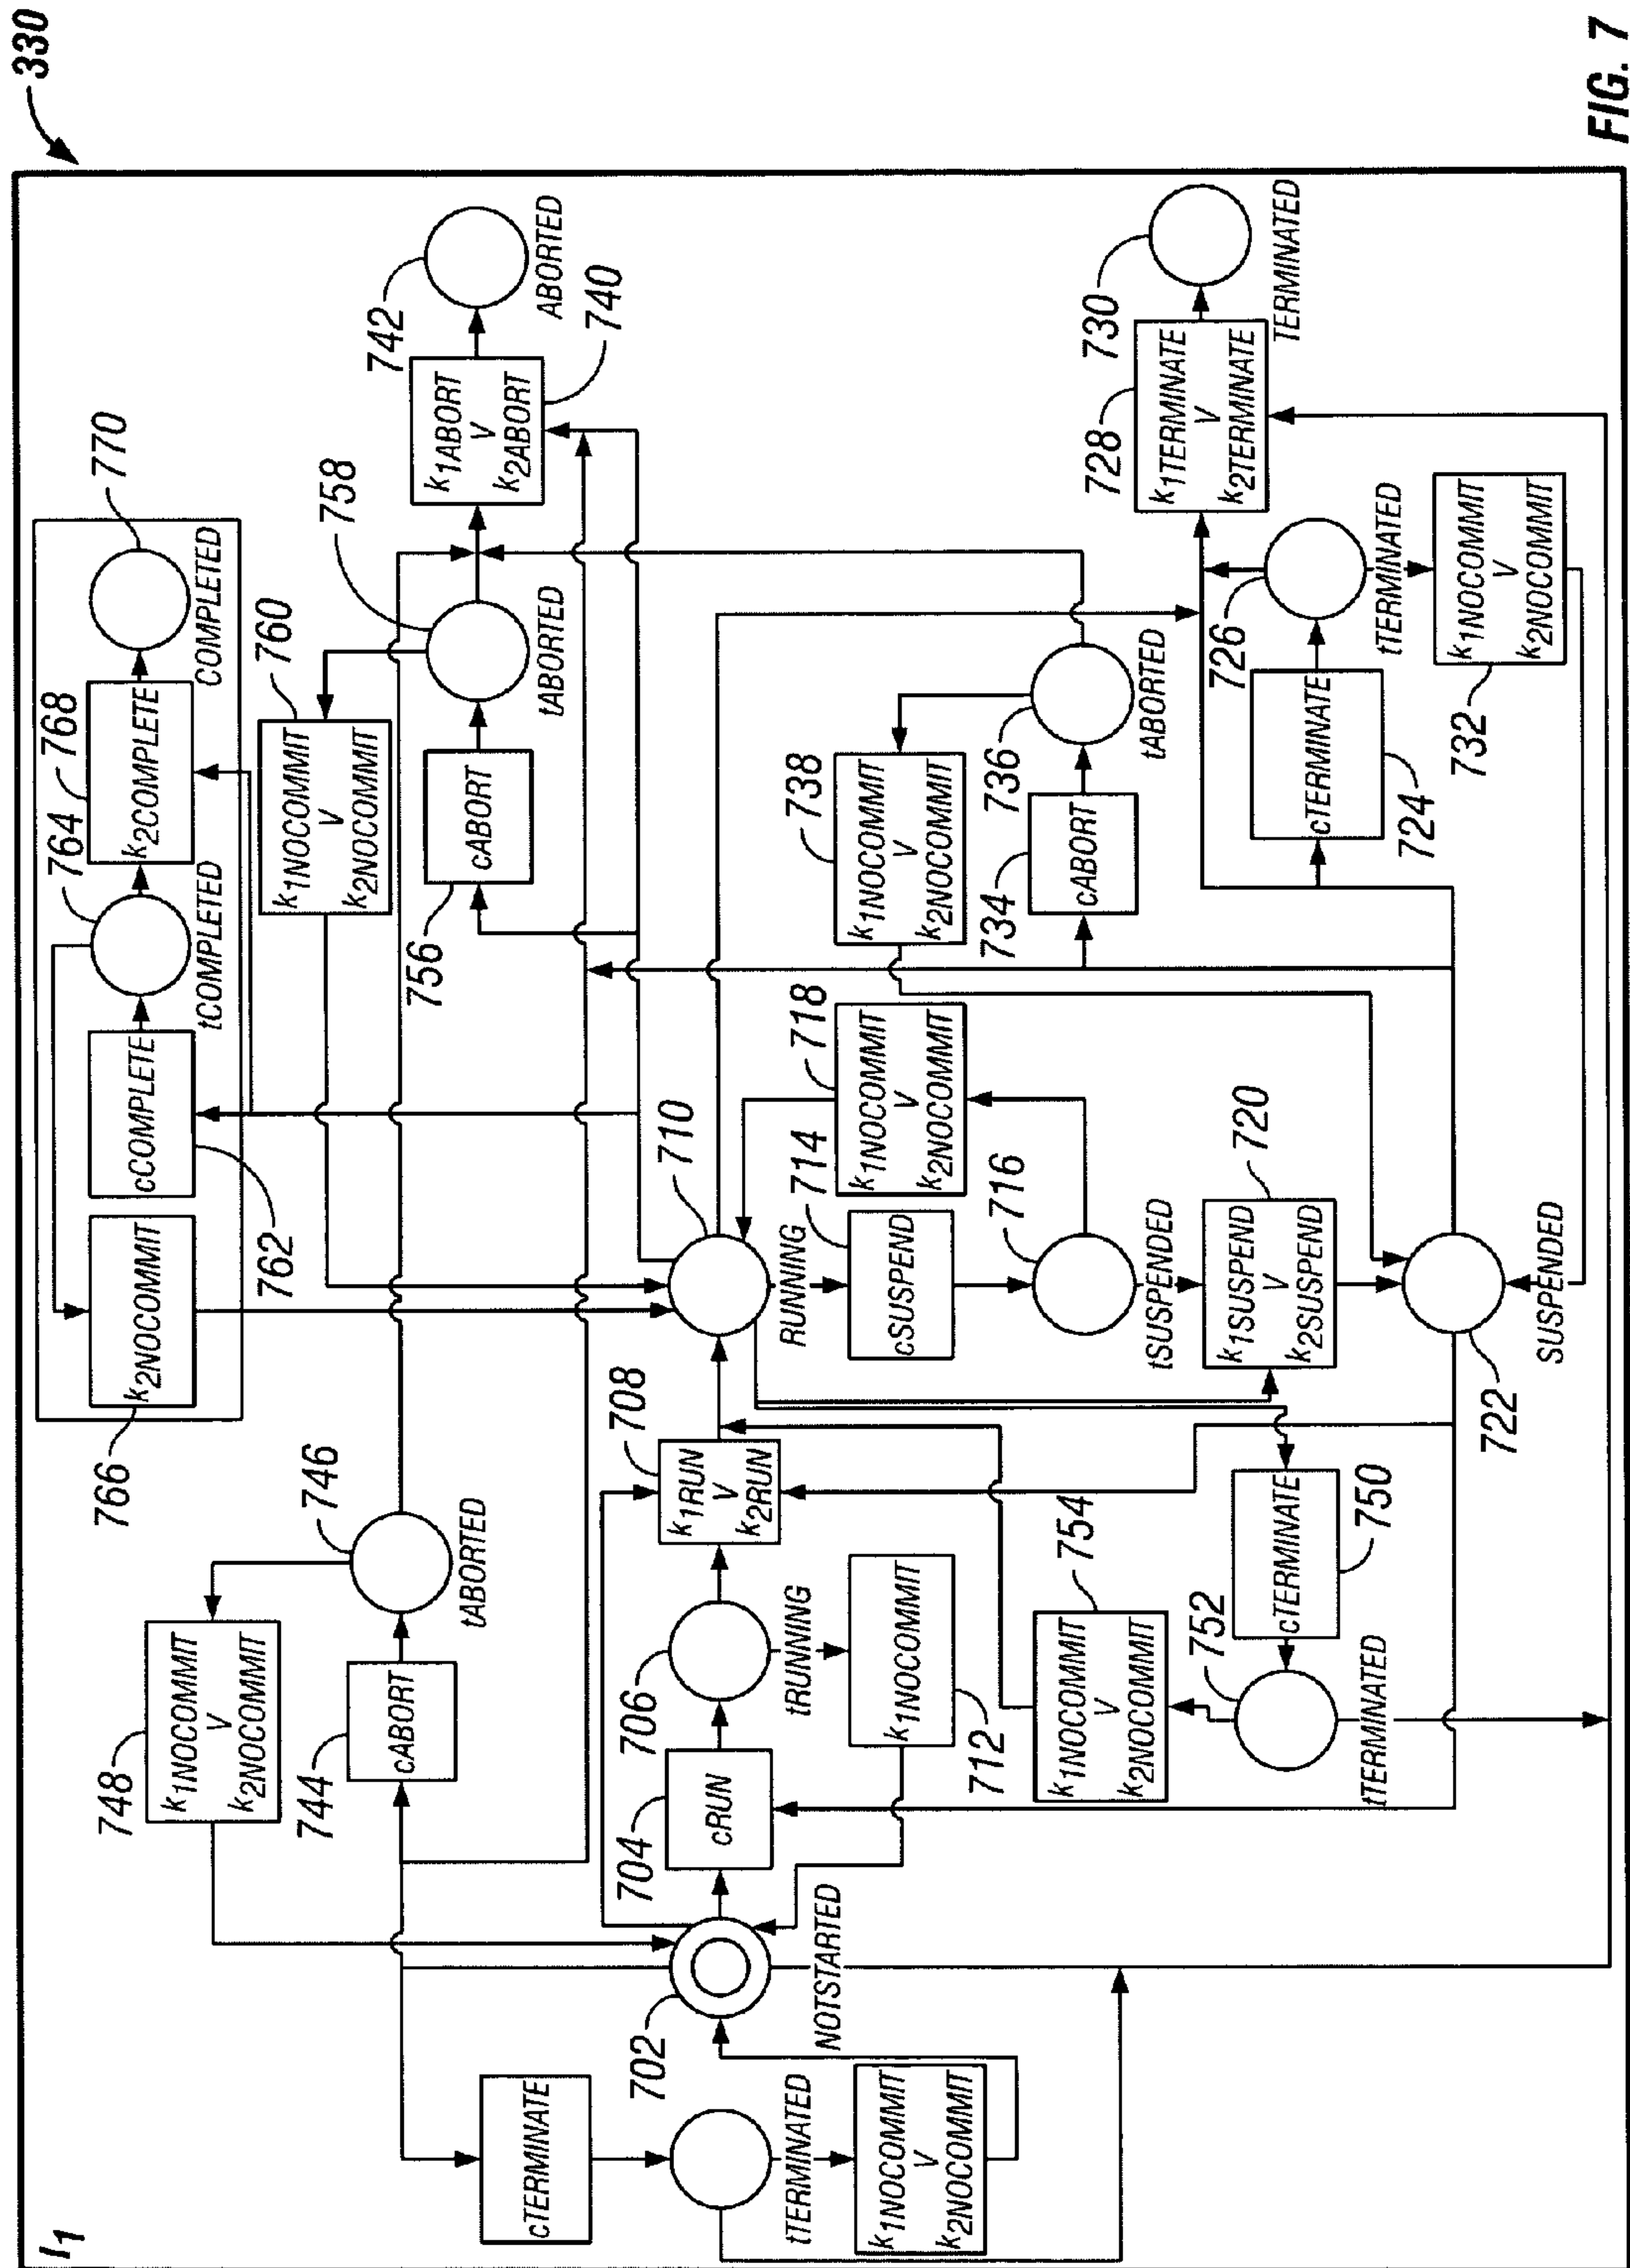 330
FIG. 7
I1
766
k2NOCOMMIT
762
cCOMPLETE
764
tCOMPLETED
768
k2COMPLETE
770
COMPLETED
748
k1NOCOMMIT
V
k2NOCOMMIT
744
cABORT
746
tABORTED
760
k1NOCOMMIT
V
k2NOCOMMIT
756
cABORT
758
tABORTED
742
ABORTED
k1ABORT
V
k2ABORT
740
cTERMINATE
tTERMINATED
k1NOCOMMIT
V
k2NOCOMMIT
702
NOTSTARTED
704
cRUN
706
tRUNNING
708
k1RUN
V
k2RUN
k1NOCOMMIT
712
710
RUNNING
714
cSUSPEND
716
tSUSPENDED
718
k1NOCOMMIT
V
k2NOCOMMIT
720
k1SUSPEND
V
k2SUSPEND
722
SUSPENDED
738
k1NOCOMMIT
V
k2NOCOMMIT
734
cABORT
736
tABORTED
754
k1NOCOMMIT
V
k2NOCOMMIT
752
tTERMINATED
cTERMINATE
750
cTERMINATE
724
726
tTERMINATED
728
k1TERMINATE
V
k2TERMINATE
730
TERMINATED
k1NOCOMMIT
V
k2NOCOMMIT
732